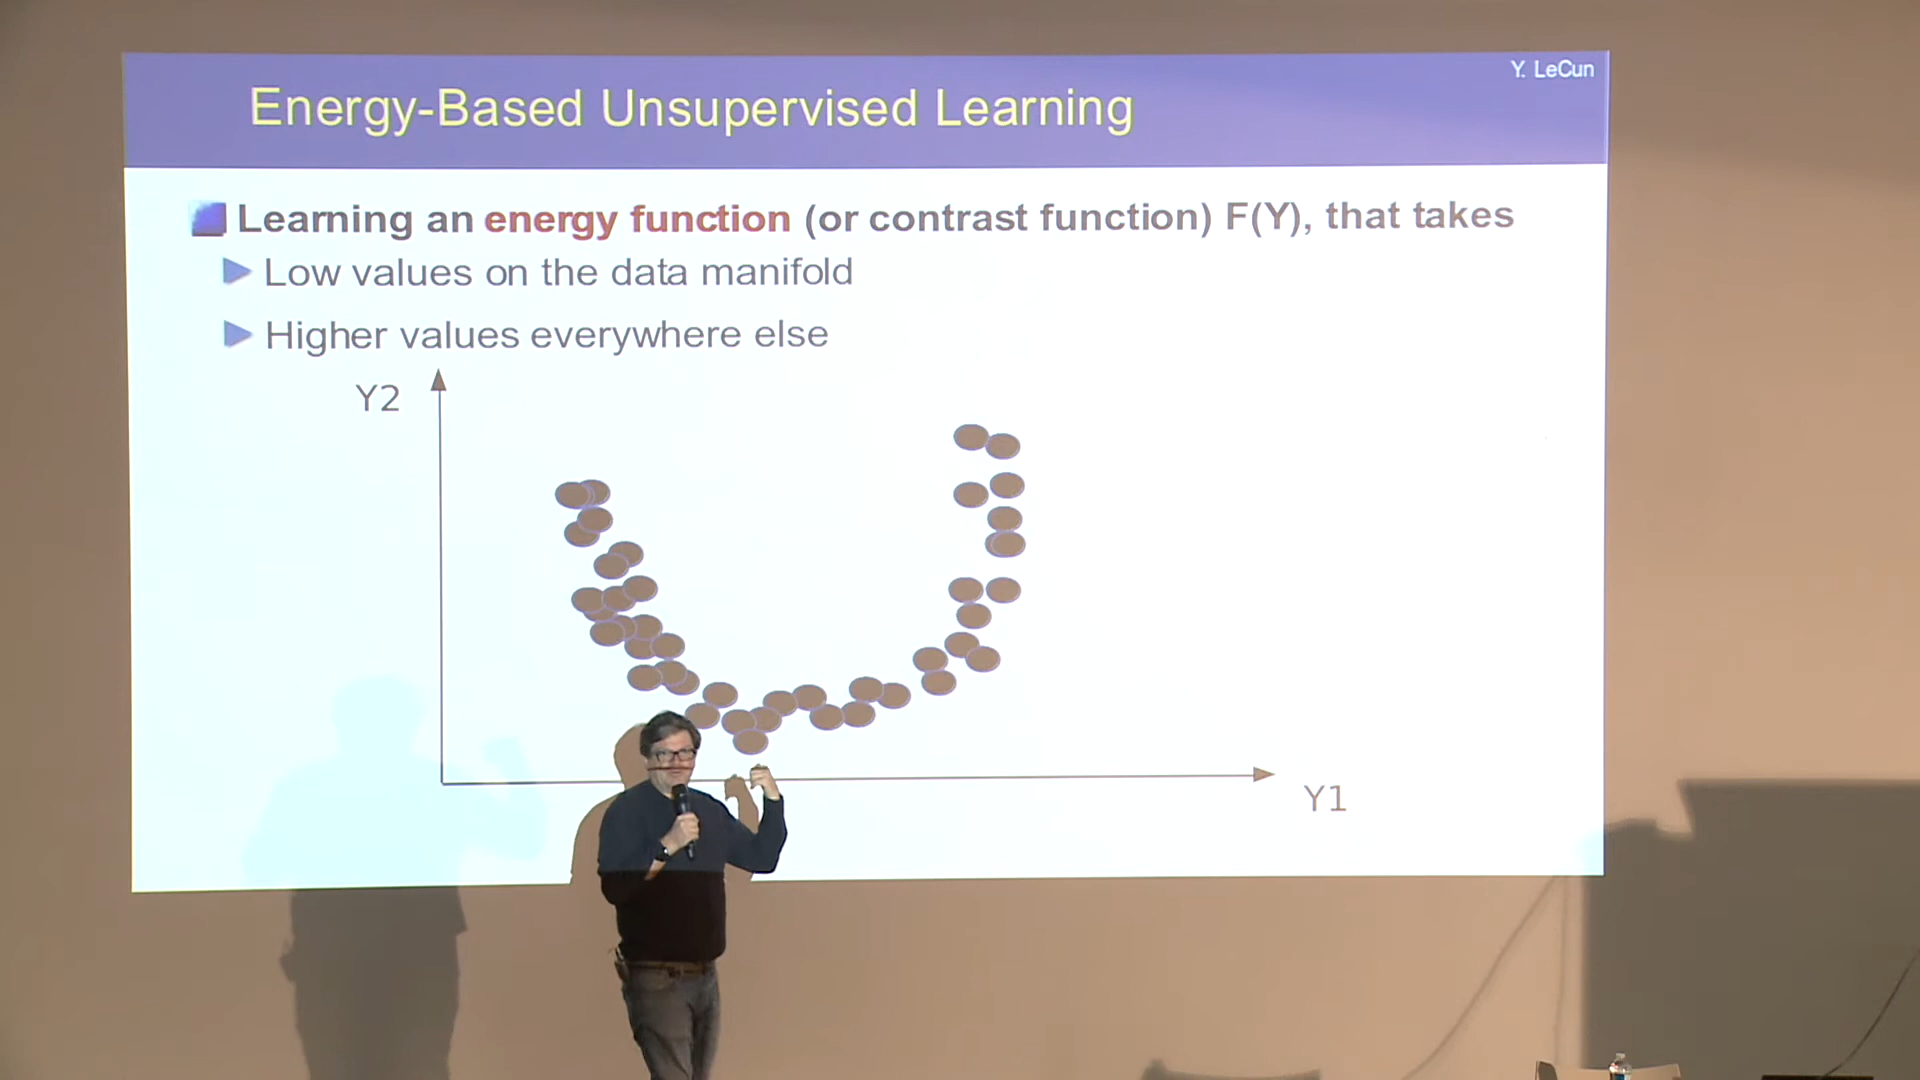 Y. LeCun
Energy-Based Unsupervised Learning
Learning an energy function (or contrast function) F(Y), that takes
Low values on the data manifold
Higher values everywhere else
Y2
Y1